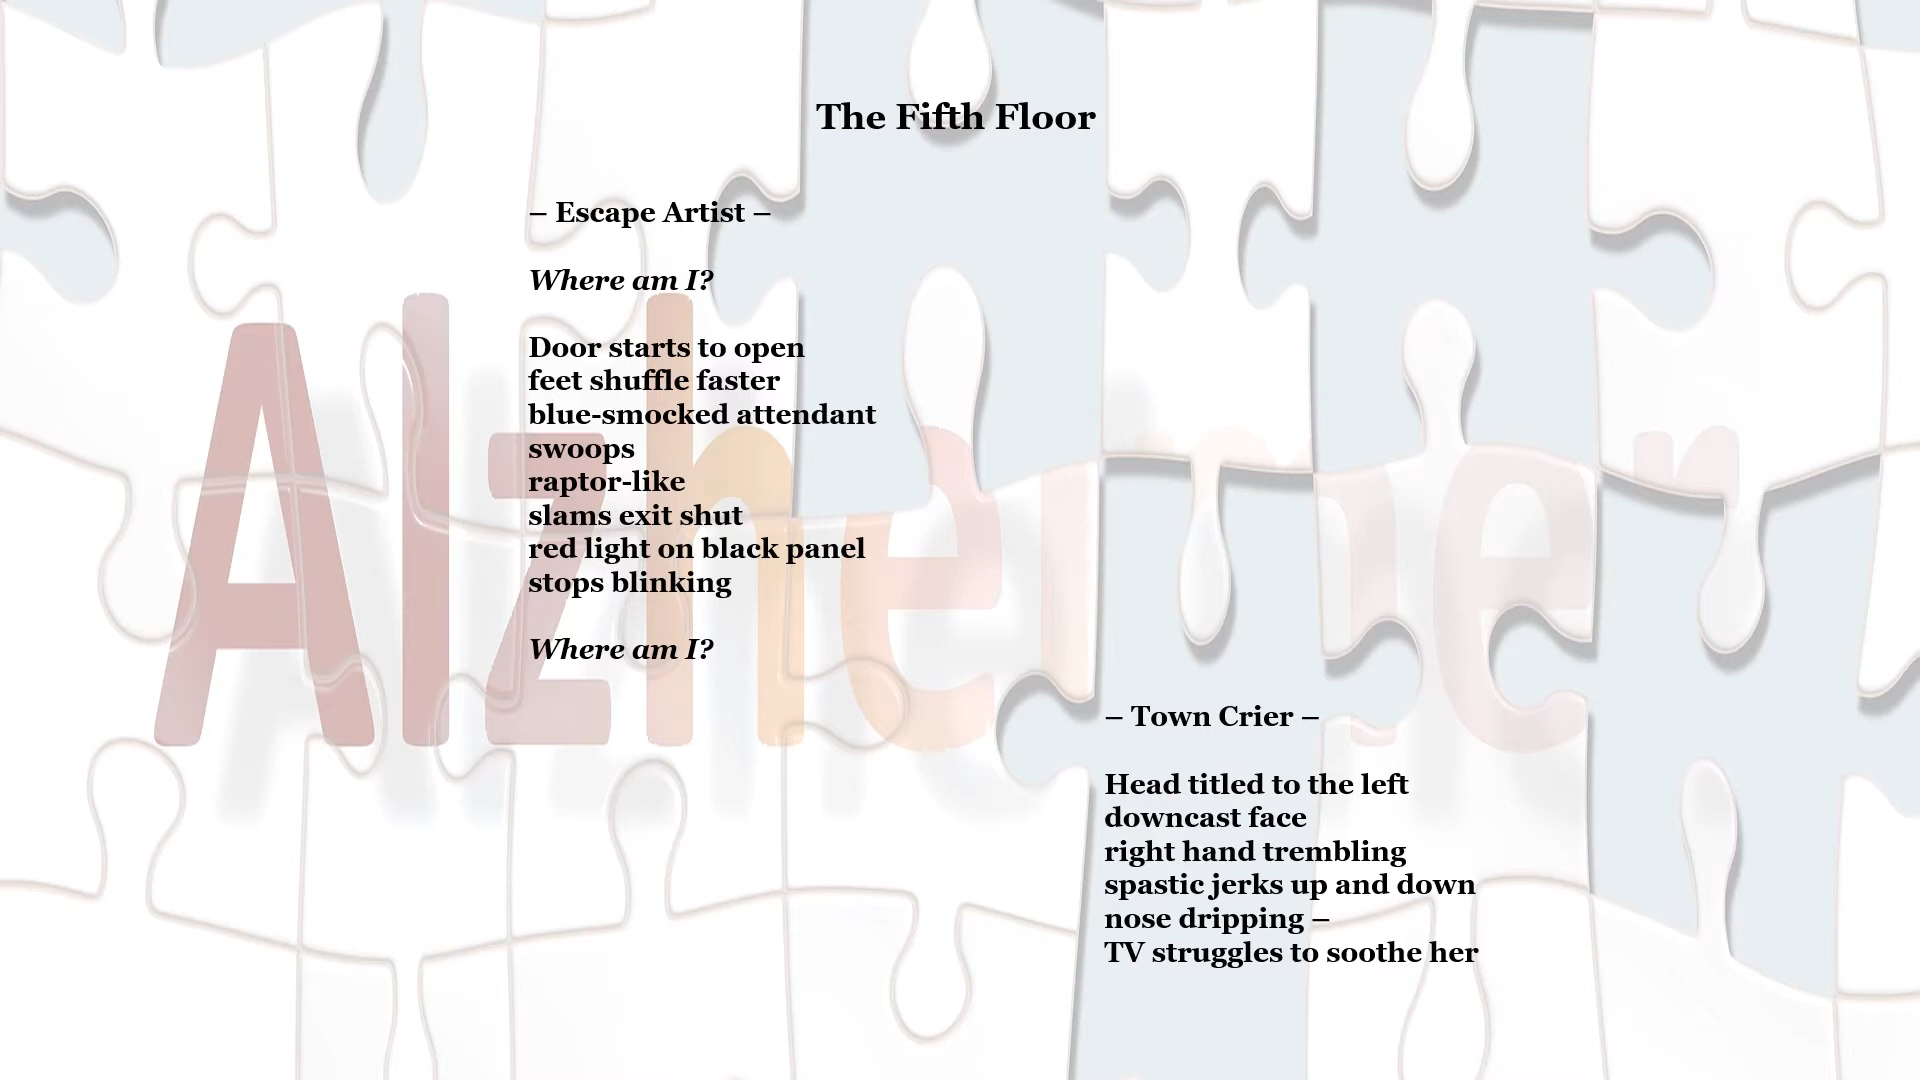 The Fifth Floor
– Escape Artist –
Where am I?
Door starts to open
feet shuffle faster
blue-smocked attendant
swoops
raptor-like
slams exit shut
red light on black panel
stops blinking
Where am I?
– Town Crier –
Head titled to the left
downcast face
right hand trembling
spastic jerks up and down
nose dripping –
TV struggles to soothe her